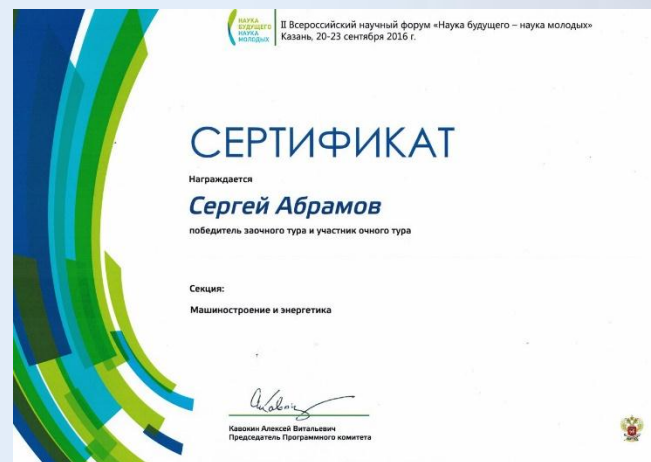 НАУКА
БУДУЩЕГО
НАУКА
МОЛОДЫХ
II Всероссийский научный форум «Наука будущего – наука молодых»
Казань, 20-23 сентября 2016 г.
СЕРТИФИКАТ
Награждается
Сергей Абрамов
победитель заочного тура и участник очного тура
Секция:
Машиностроение и энергетика
Кавокин Алексей Витальевич
Председатель Программного комитета